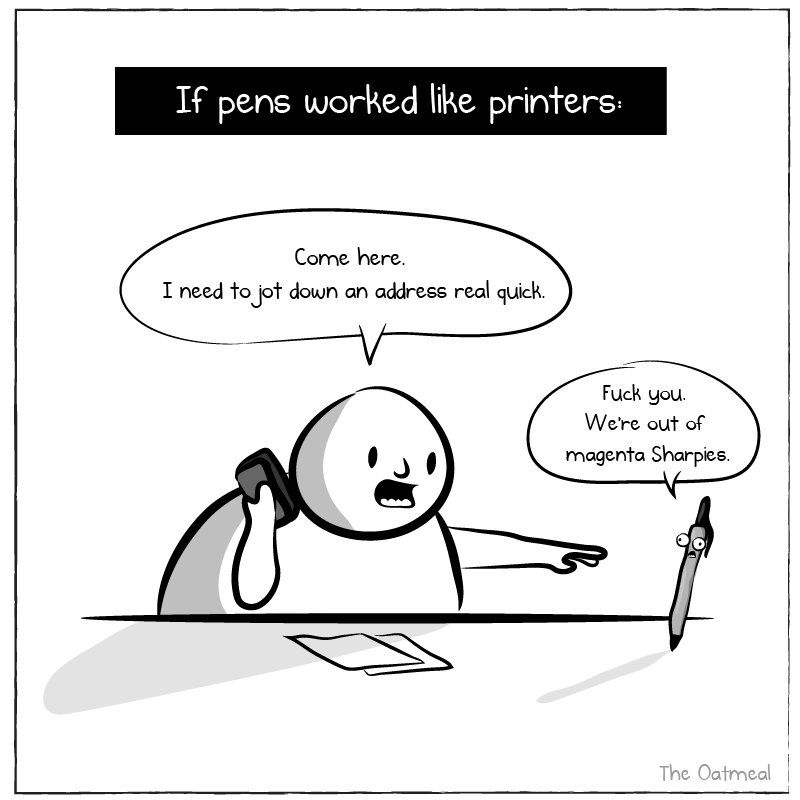 If pens worked like printers:
Come here.
I need to jot down an address real quick.
Fuck you.
We're out of
magenta Sharpies.
The Oatmeal